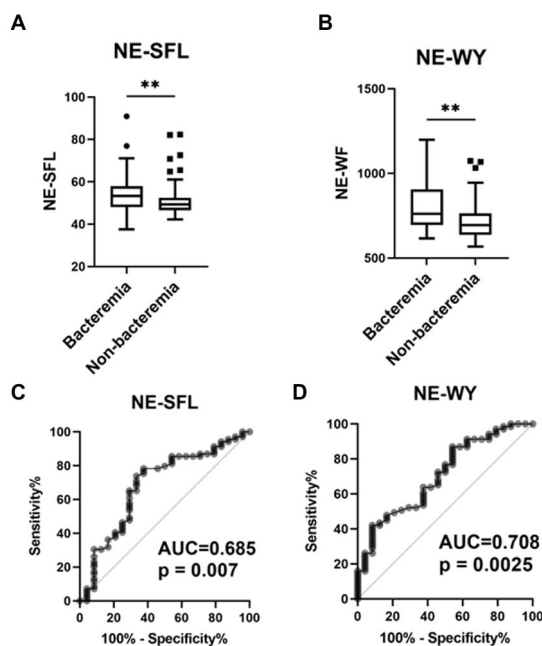 A
NE-SFL
**
100
80
60
40
20
NE-SFL
Bacteremia
Non-bacteremia
B
NE-WY
**
1500
1000
500
NE-WF
Bacteremia
Non-bacteremia
C
NE-SFL
100
80
60
40
20
0
Sensitivity%
AUC=0.685
p = 0.007
0 20 40 60 80 100
100% - Specificity%
D
NE-WY
100
80
60
40
20
0
Sensitivity%
AUC=0.708
p = 0.0025
0 20 40 60 80 100
100% - Specificity%